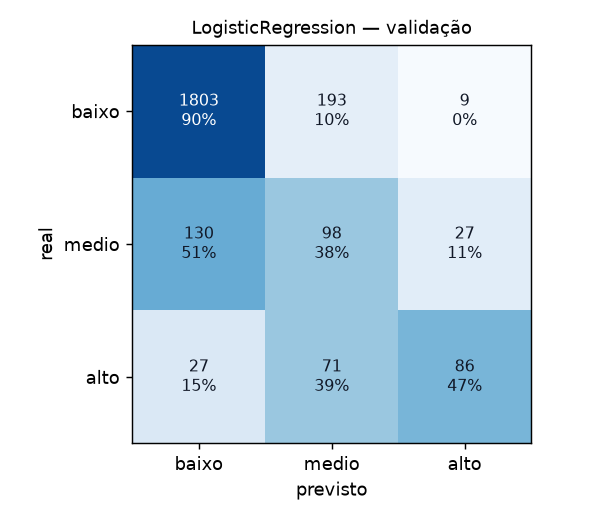 LogisticRegression — validação
baixo
1803
193
9
90%
10%
0%
real
medio
130
98
27
51%
38%
11%
alto
27
71
86
15%
39%
47%
baixo
medio
alto
previsto